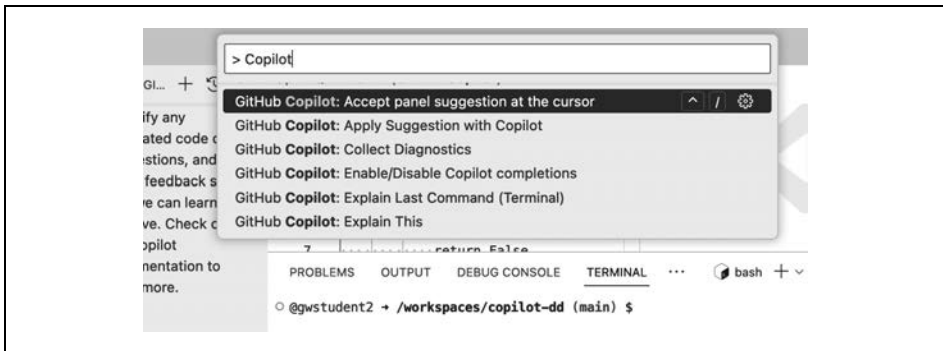 > Copilot
GI...
GitHub Copilot: Accept panel suggestion at the cursor ^ /
GitHub Copilot: Apply Suggestion with Copilot
GitHub Copilot: Collect Diagnostics
GitHub Copilot: Enable/Disable Copilot completions
GitHub Copilot: Explain Last Command (Terminal)
GitHub Copilot: Explain This
ify any
ated code
estions, and
feedback s
e can learn
ve. Check
opilot
mentation to
more.
7 return False
PROBLEMS OUTPUT DEBUG CONSOLE TERMINAL ... bash
@gwstudent2 → /workspaces/copilot-dd (main) $